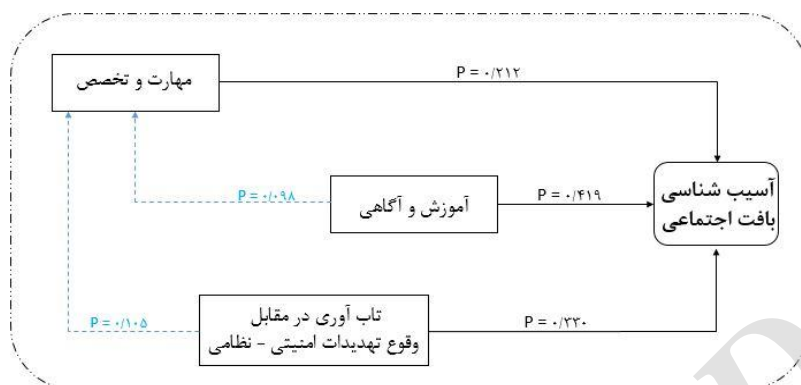 P = ۰/۲۱۲
مهارت و تخصص
آسیب شناسی
بافت اجتماعی
P = ۰/۰۹۸
آموزش و آگاهی
P = ۰/۴۱۹
P = ۰/۱۰۵
تاب آوری در مقابل
وقوع تهدیدات امنیتی - نظامی
P = ۰/۳۳۰